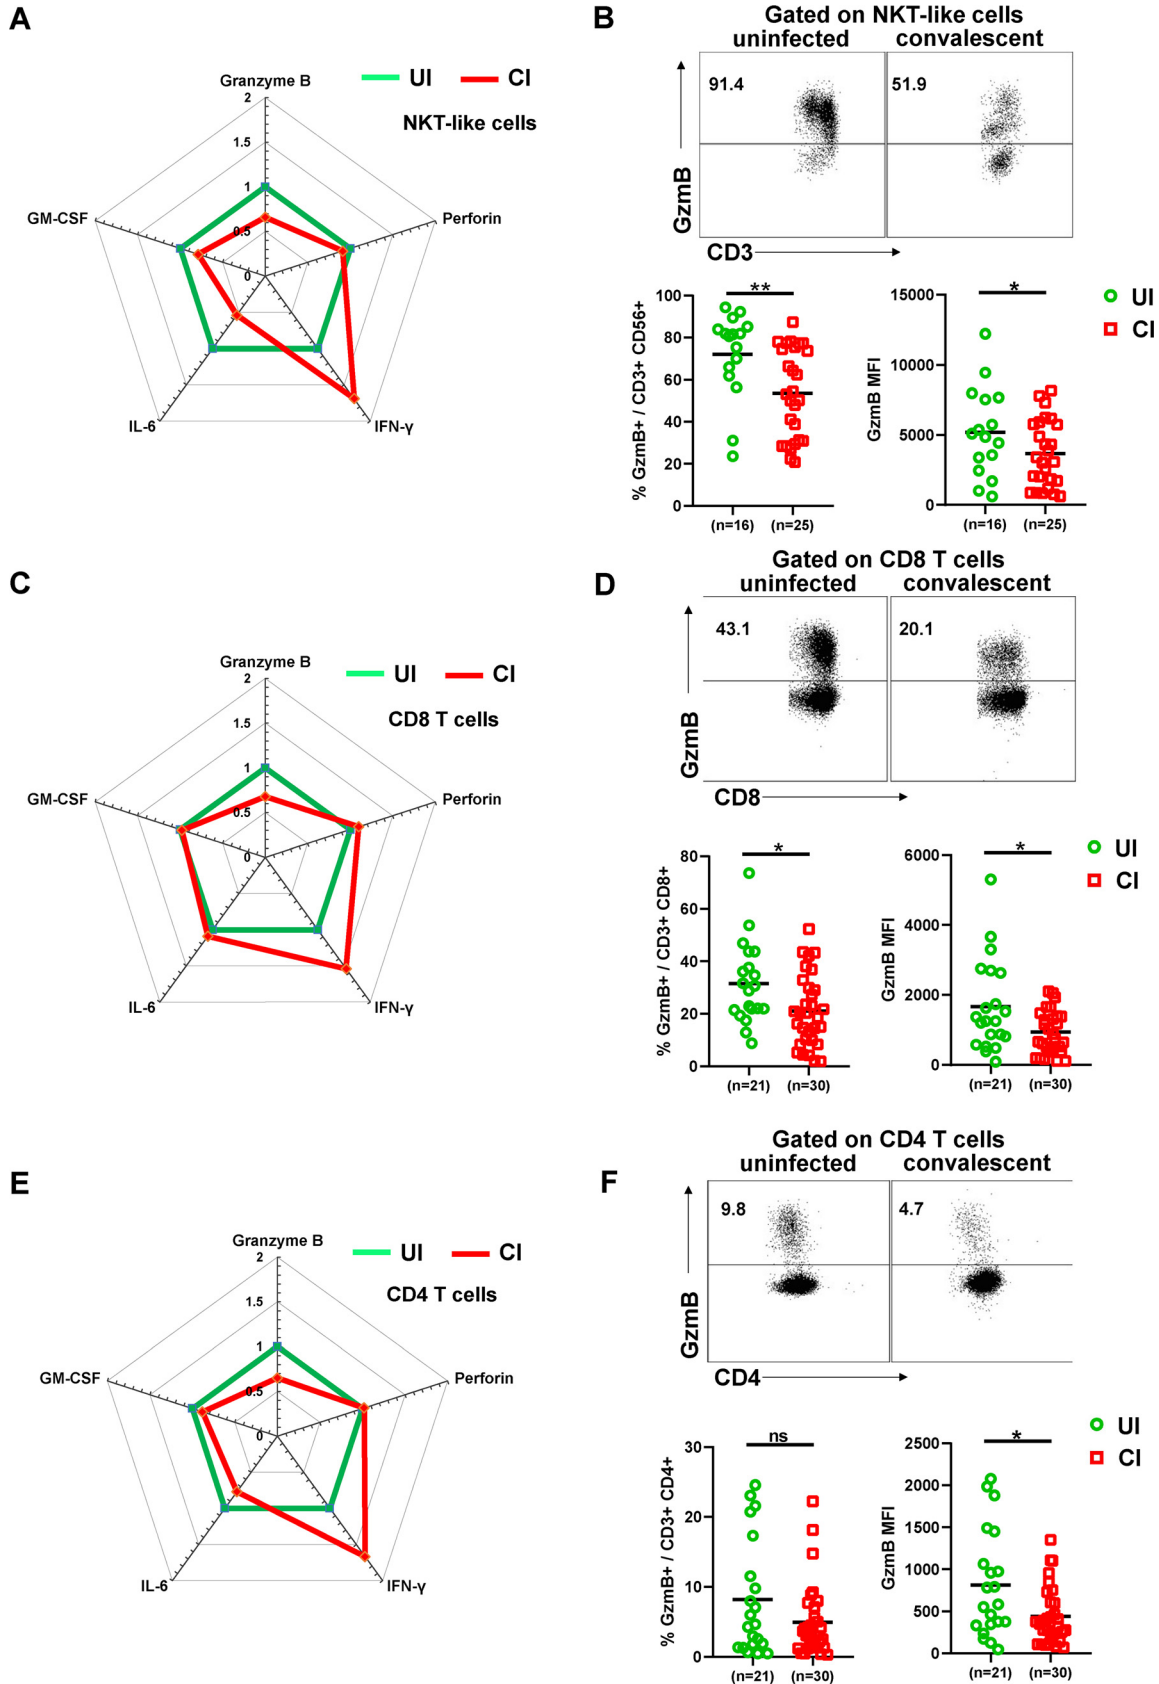 A
Granzyme B
UI
CI
NKT-like cells
2
1.5
1
0.5
0
GM-CSF
Perforin
IL-6
IFN-γ
B
Gated on NKT-like cells
uninfected convalescent
91.4
51.9
GzmB
CD3
**
% GzmB+ / CD3+ CD56+
100
80
60
40
20
0
(n=16) (n=25)
*
GzmB MFI
15000
10000
5000
0
(n=16) (n=25)
UI
CI
C
Granzyme B
UI
CI
CD8 T cells
2
1.5
1
0.5
0
GM-CSF
Perforin
IL-6
IFN-γ
D
Gated on CD8 T cells
uninfected convalescent
43.1
20.1
GzmB
CD8
*
% GzmB+ / CD3+ CD8+
80
60
40
20
0
(n=21) (n=30)
*
GzmB MFI
6000
4000
2000
0
(n=21) (n=30)
UI
CI
E
Granzyme B
UI
CI
CD4 T cells
2
1.5
1
0.5
0
GM-CSF
Perforin
IL-6
IFN-γ
F
Gated on CD4 T cells
uninfected convalescent
9.8
4.7
GzmB
CD4
ns
% GzmB+ / CD3+ CD4+
30
20
10
0
(n=21) (n=30)
*
GzmB MFI
2500
2000
1500
1000
500
0
(n=21) (n=30)
UI
CI